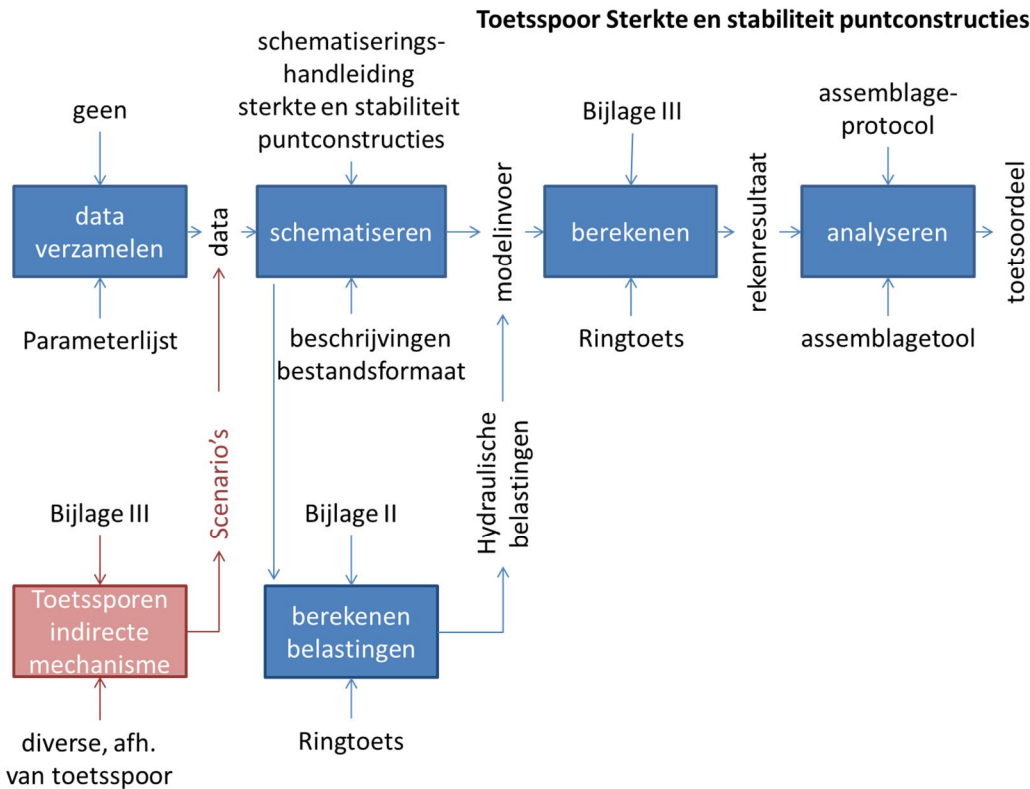 Toetsspoor Sterkte en stabiliteit puntconstructies
schematiserings-
handleiding
sterkte en stabiliteit
puntconstructies
geen
Bijlage III
assemblage-
protocol
data
verzamelen
data
schematiseren
modelinvoer
berekenen
rekenresultaat
analyseren
toetsoordeel
Parameterlijst
beschrijvingen
bestandsformaat
Ringtoets
assemblagetool
Scenario's
Hydraulische
belastingen
Bijlage III
Bijlage II
Toetssporen
indirecte
mechanisme
berekenen
belastingen
diverse, afh.
van toetsspoor
Ringtoets